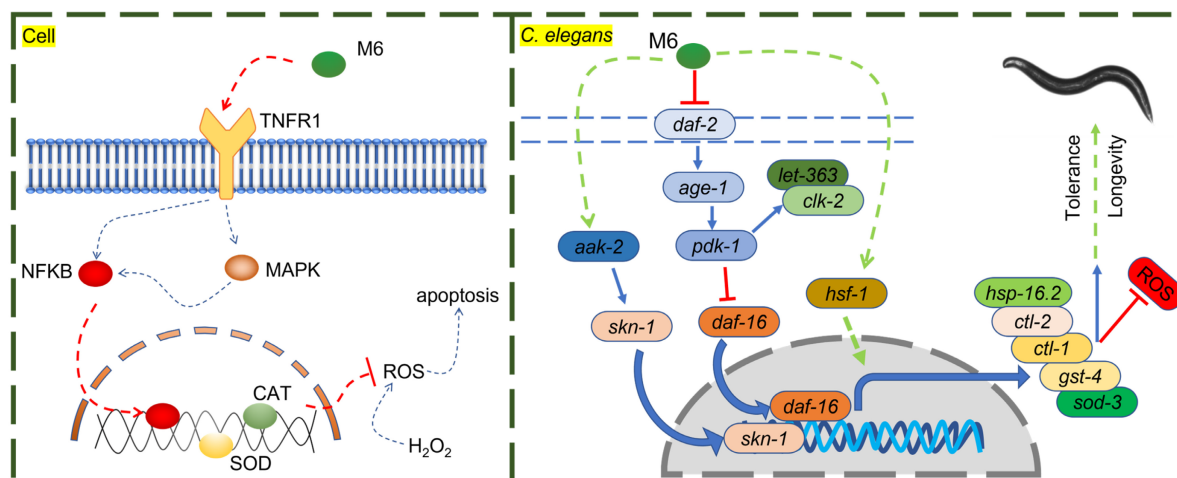 Cell
M6
TNFR1
NFKB
MAPK
apoptosis
ROS
CAT
SOD
H₂O₂
C. elegans
M6
daf-2
age-1
let-363
clk-2
aak-2
pdk-1
skn-1
daf-16
hsf-1
daf-16
skn-1
hsp-16.2
ctl-2
ctl-1
gst-4
sod-3
ROS
Tolerance
Longevity